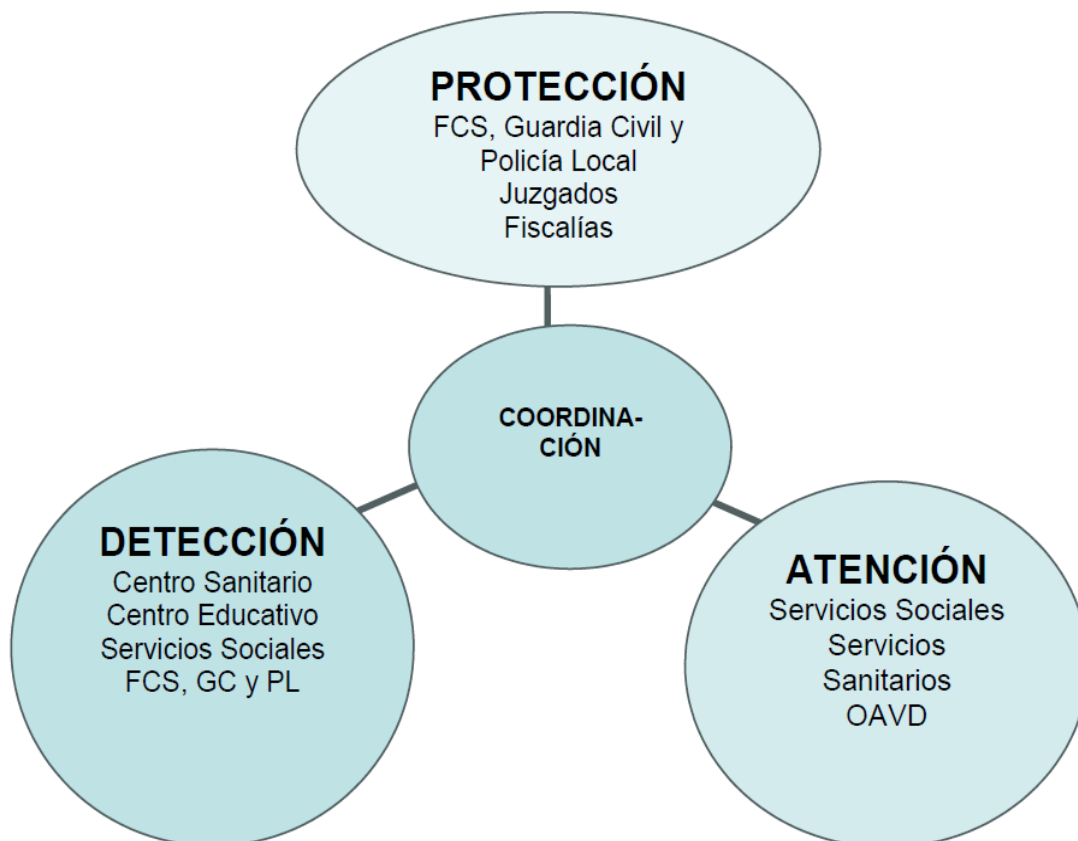 PROTECCIÓN
FCS, Guardia Civil y
Policía Local
Juzgados
Fiscalías
COORDINA-
CIÓN
DETECCIÓN
Centro Sanitario
Centro Educativo
Servicios Sociales
FCS, GC y PL
ATENCIÓN
Servicios Sociales
Servicios
Sanitarios
OAVD